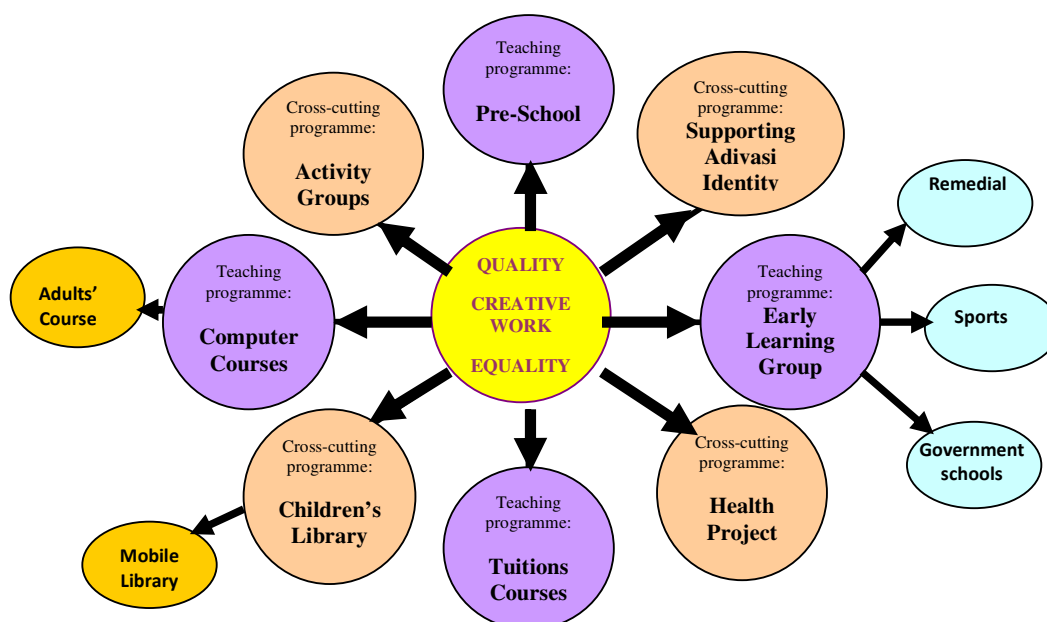 Teaching
programme:
Pre-School
Cross-cutting
programme:
Activity
Groups
Cross-cutting
programme:
Supporting
Adivasi
Identity
Remedial
QUALITY
CREATIVE
WORK
EQUALITY
Teaching
programme:
Computer
Courses
Adults’
Course
Teaching
programme:
Early
Learning
Group
Sports
Government
schools
Cross-cutting
programme:
Children’s
Library
Mobile
Library
Teaching
programme:
Tuitions
Courses
Cross-cutting
programme:
Health
Project